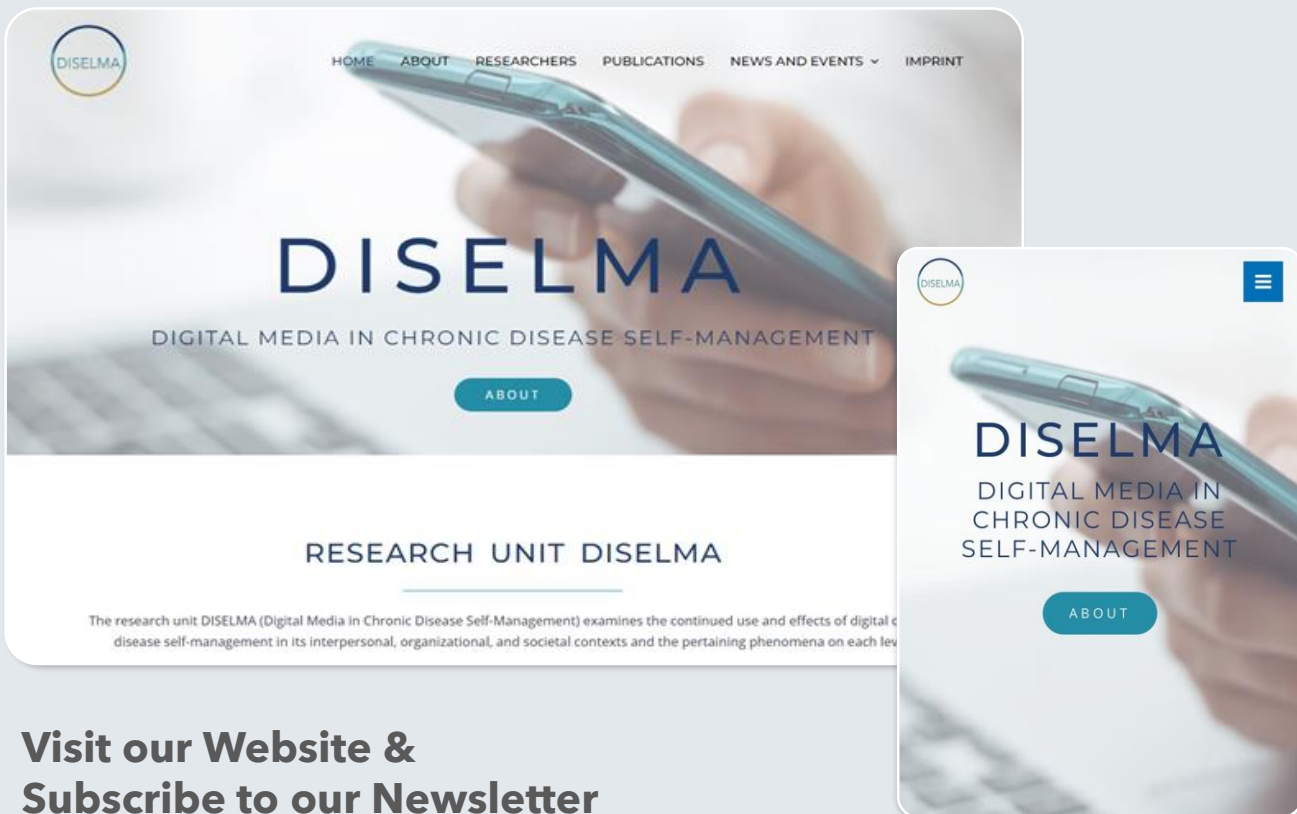 DISELMA
HOME ABOUT RESEARCHERS PUBLICATIONS NEWS AND EVENTS IMPRINT
DISELMA
DIGITAL MEDIA IN CHRONIC DISEASE SELF-MANAGEMENT
ABOUT
RESEARCH UNIT DISELMA
The research unit DISELMA (Digital Media in Chronic Disease Self-Management) examines the continued use and effects of digital
disease self-management in its interpersonal, organizational, and societal contexts and the pertaining phenomena on each
DISELMA
DISELMA
DIGITAL MEDIA IN
CHRONIC DISEASE
SELF-MANAGEMENT
ABOUT
Visit our Website &
Subscribe to our Newsletter